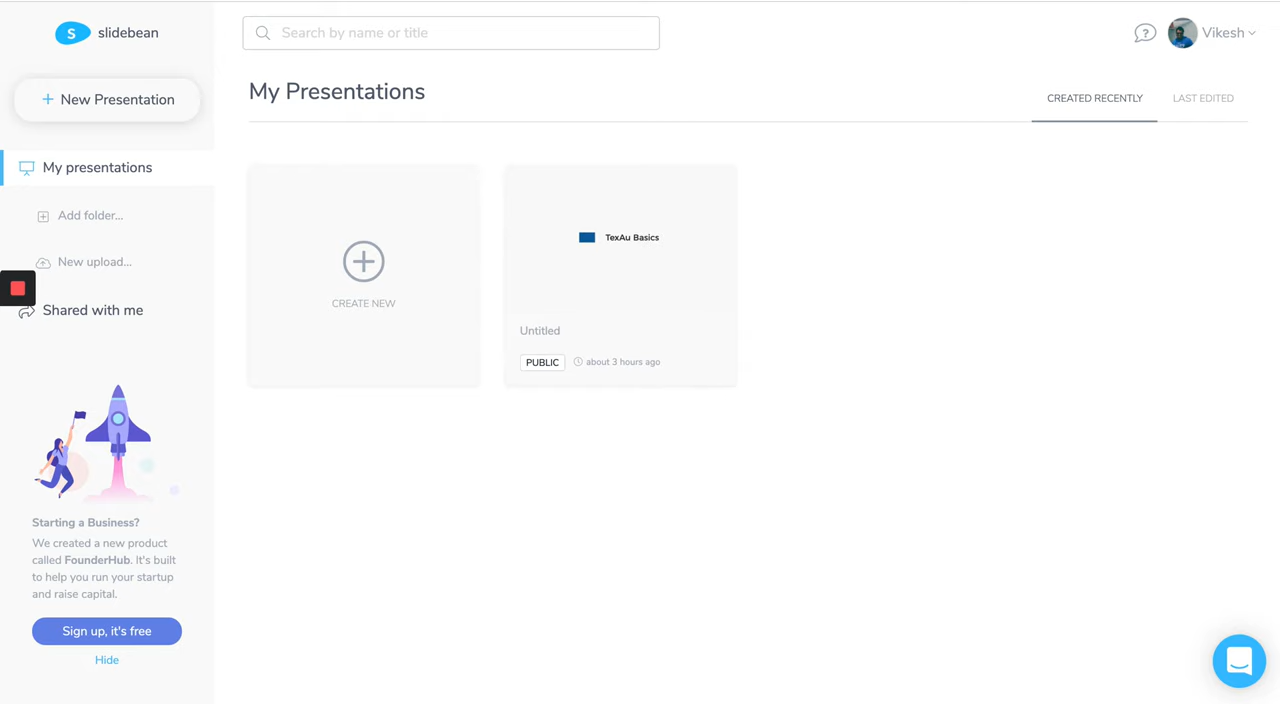 S slidebean
Search by name or title
? Vikesh
+ New Presentation
My Presentations
CREATED RECENTLY
LAST EDITED
My presentations
Add folder...
New upload...
Shared with me
CREATE NEW
TexAu Basics
Untitled
PUBLIC
about 3 hours ago
Starting a Business?
We created a new product
called FounderHub. It's built
to help you run your startup
and raise capital.
Sign up, it's free
Hide